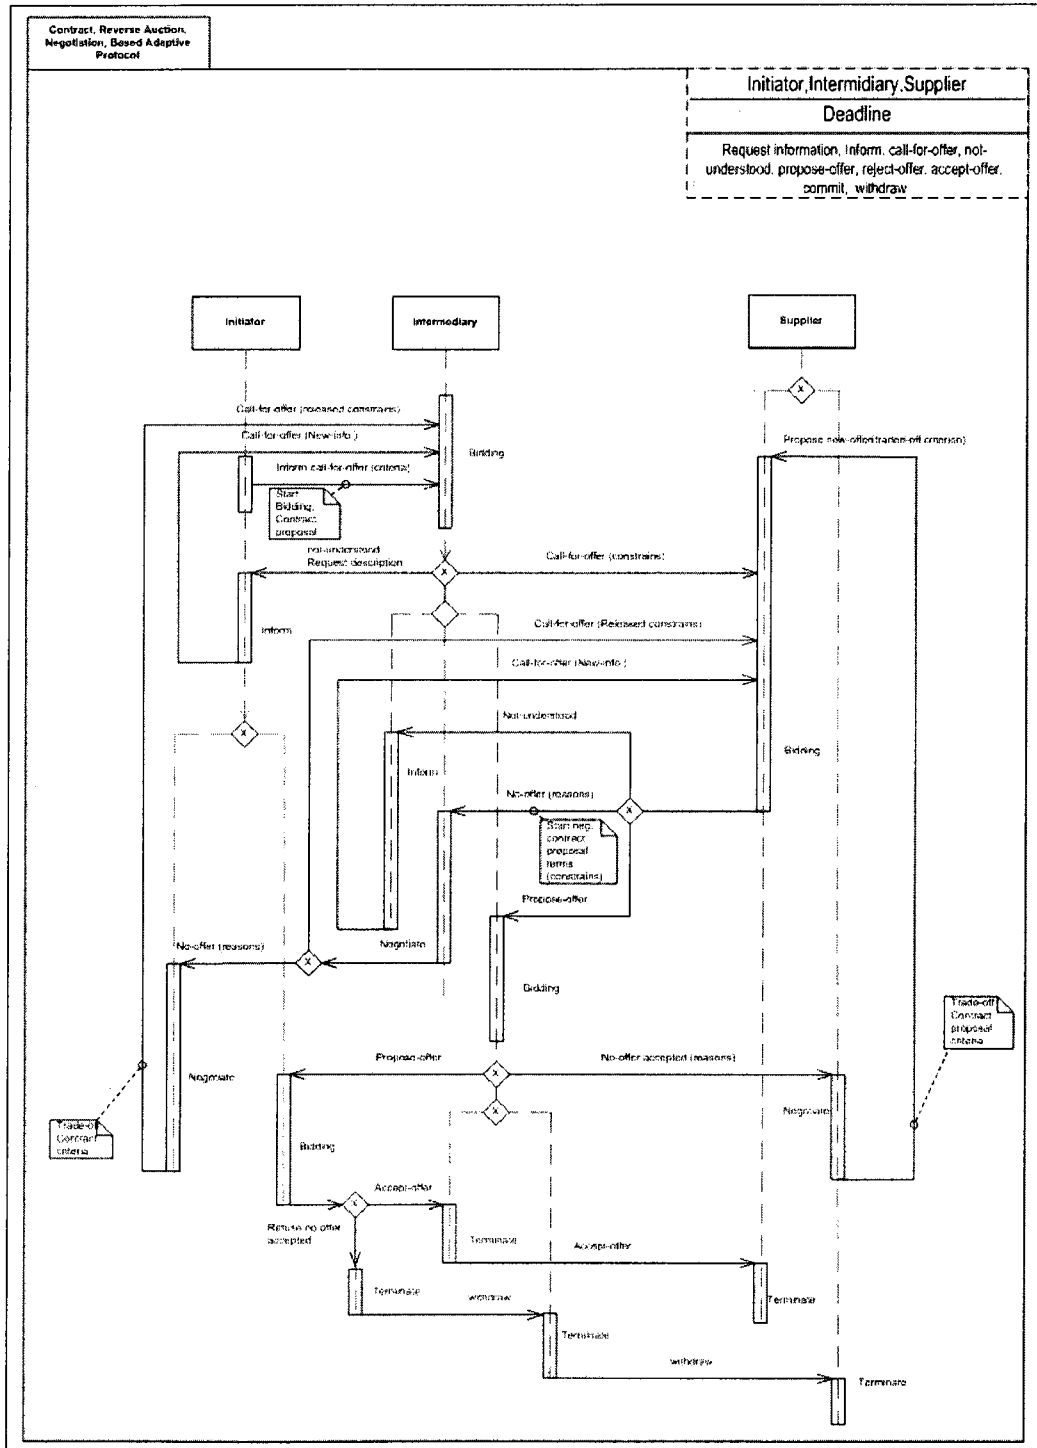 Contract, Reverse Auction,
Negotiation, Based Adaptive
Protocol
Initiator,Intermidiary,Supplier
Deadline
Request information, Inform, call-for-offer, not-
understood, propose-offer, reject-offer, accept-offer,
commit, withdraw
Initiator
Intermediary
Supplier
X
Call-for-offer (released constrains)
Call-for-offer (New-info )
Propose new-offer(traded-off criterion)
Bidding
Inform call-for-offer (criteria)
Start
Bidding,
Contract
proposal
not-understand
Request description
Call-for-offer (constrains)
X
Call-for-offer (Released constrains)
Inform
Call-for-offer (New-info )
Not-understood
X
Bidding
Inform
No-offer (reasons)
X
Start neg.
contract
proposal
terms
(constrains)
Propose-offer
No-offer (reasons)
Negotiate
X
Bidding
Trade-off
Contract
proposal
criteria
Propose-offer
No-offer accepted (reasons)
X
Negotiate
Negotiate
X
Trade-off
Contract
criteria
Bidding
Accept-offer
X
Refuse no offer
accepted
Terminate
Accept-offer
Terminate
withdraw
Terminate
Terminate
withdraw
Terminate